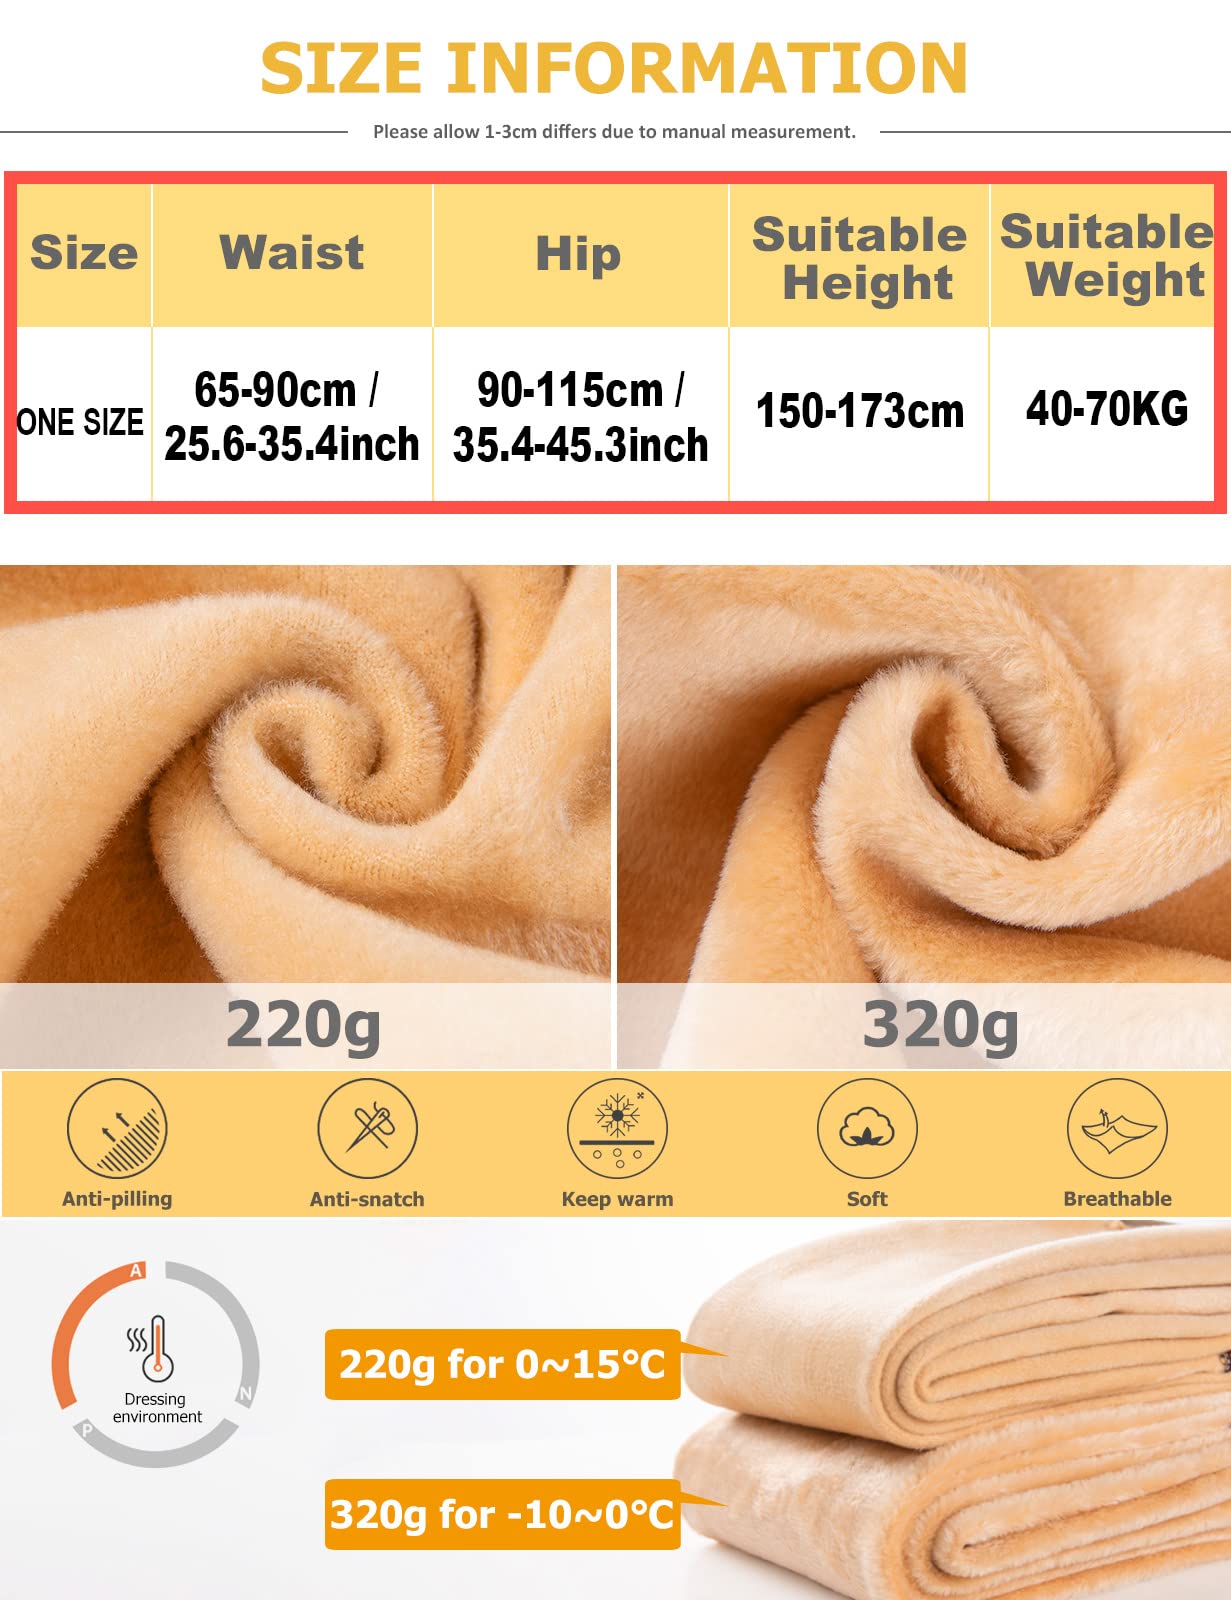 SIZE INFORMATION
Please allow 1-3cm differs due to manual measurement.
Size
Waist
Hip
Suitable
Height
Suitable
Weight
ONE SIZE
65-90cm /
25.6-35.4inch
90-115cm /
35.4-45.3inch
150-173cm
40-70KG
220g
320g
Anti-pilling
Anti-snatch
Keep warm
Soft
Breathable
A
N
P
Dressing
environment
220g for 0~15°C
320g for -10~0°C